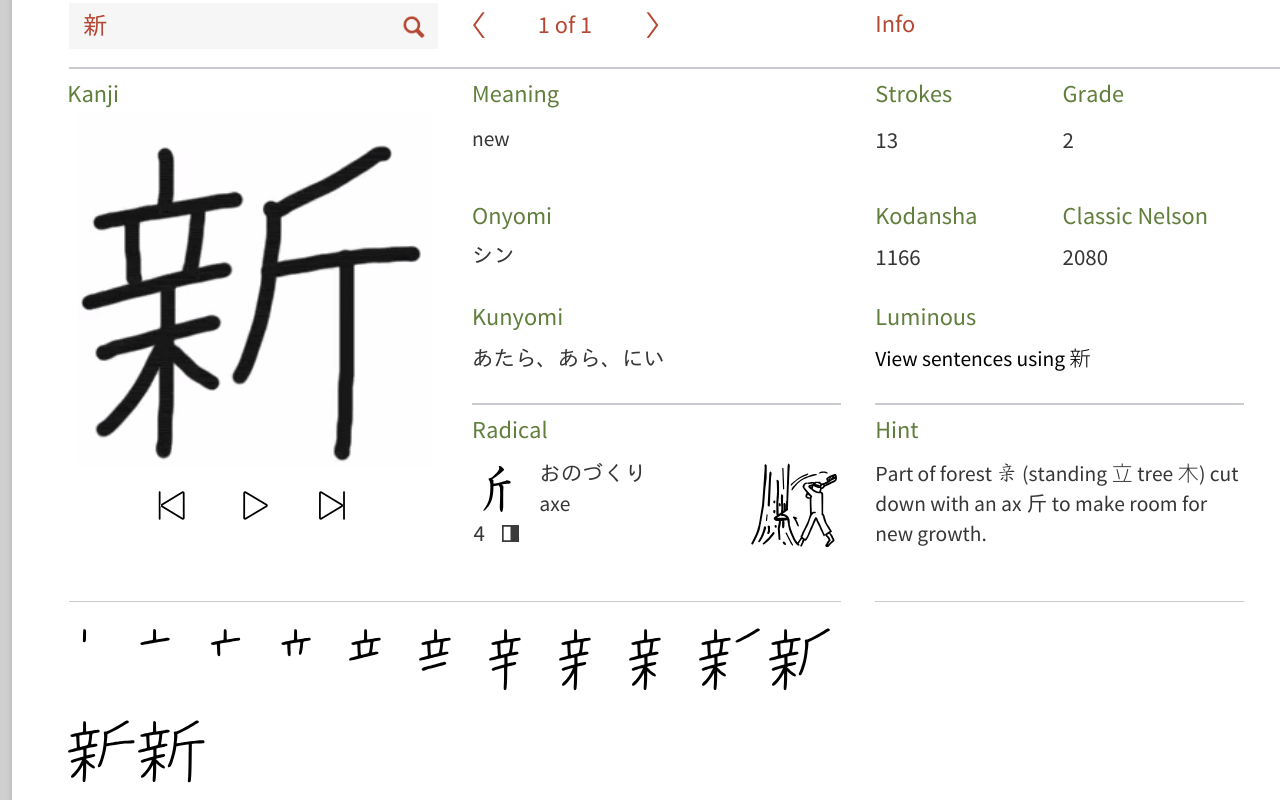 新
1 of 1
Info
Kanji
新
Meaning
new
Strokes
13
Grade
2
Onyomi
シン
Kodansha
1166
Classic Nelson
2080
Kunyomi
あたら、あら、にい
Luminous
View sentences using 新
Radical
斤
おのづくり
axe
4
Hint
Part of forest 亲 (standing 立 tree 木) cut
down with an ax 斤 to make room for
new growth.
新新